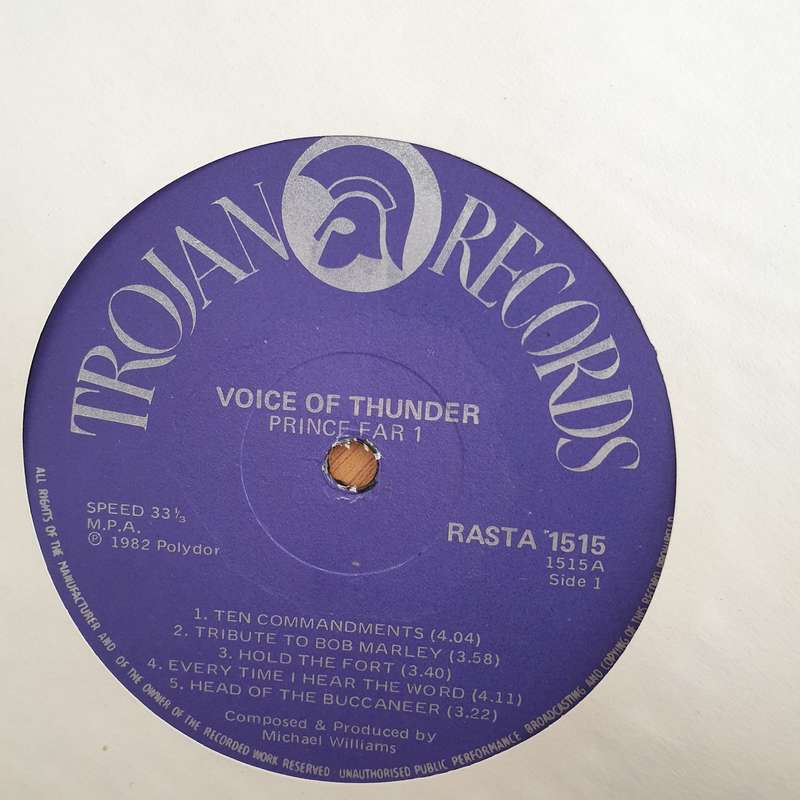 TROJAN RECORDS
VOICE OF THUNDER
PRINCE FAR 1
SPEED 33⅓
M.P.A.
℗ 1982 Polydor
RASTA 1515
1515A
Side 1
1. TEN COMMANDMENTS (4.04)
2. TRIBUTE TO BOB MARLEY (3.58)
3. HOLD THE FORT (3.40)
4. EVERY TIME I HEAR THE WORD (4.11)
5. HEAD OF THE BUCCANEER (3.22)
Composed & Produced by
Michael Williams
ALL RIGHTS OF THE MANUFACTURER AND OF THE OWNER OF THE RECORDED WORK RESERVED UNAUTHORISED PUBLIC PERFORMANCE BROADCASTING AND COPYING OF THIS RECORD PROHIBITED